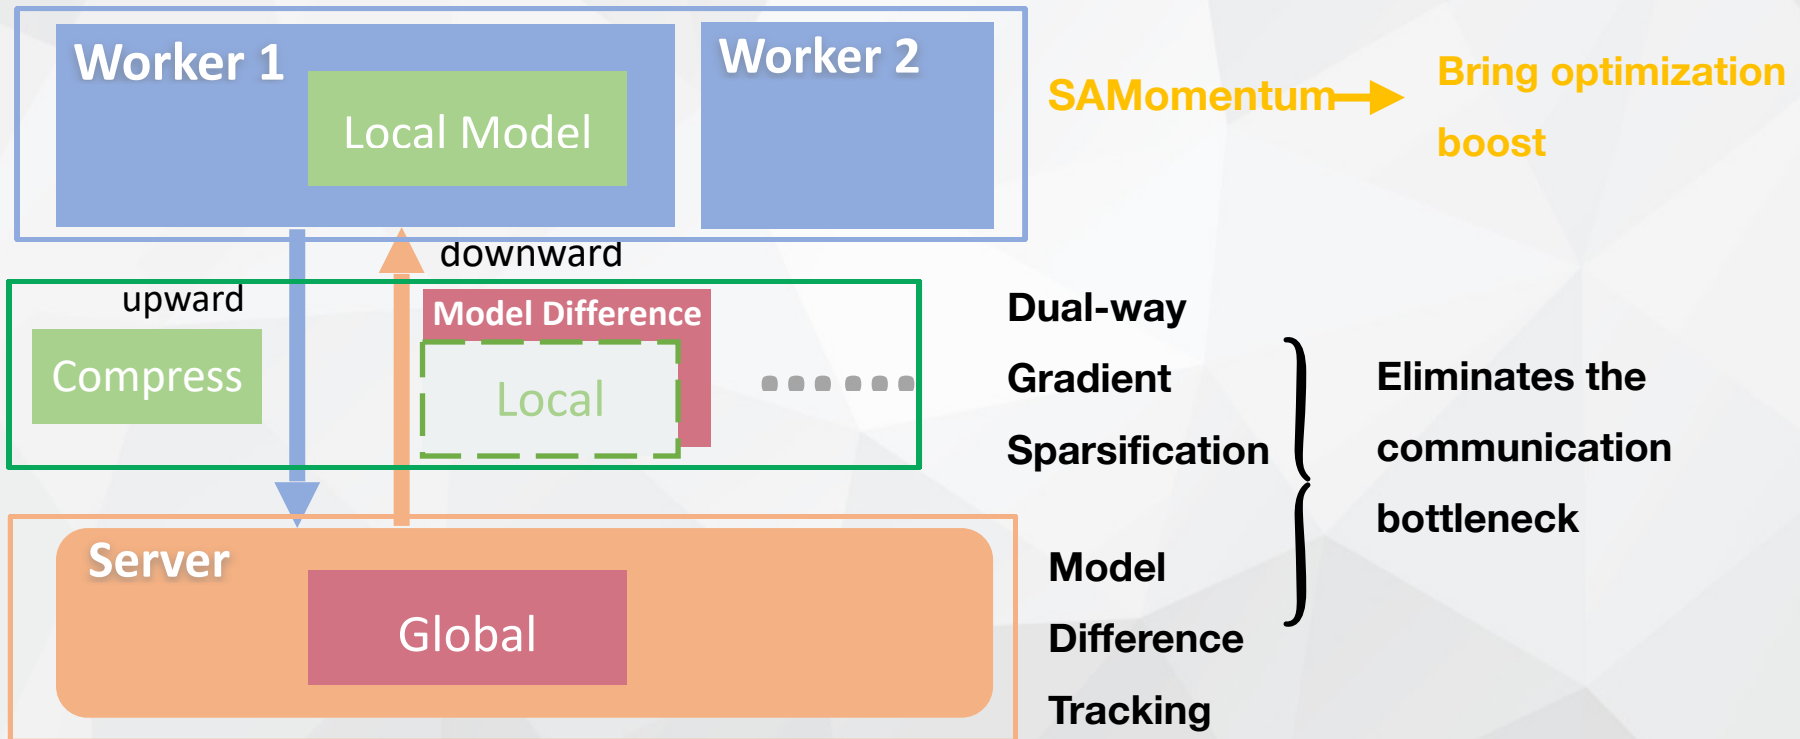 Worker 1
Local Model
Worker 2
SAMomentum
Bring optimization
boost
downward
upward
Compress
Model Difference
Local
Dual-way
Gradient
Sparsification
Eliminates the
communication
bottleneck
Server
Global
Model
Difference
Tracking